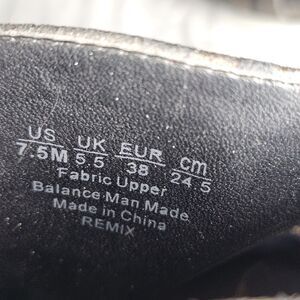 US UK EUR cm
7.5M 5.5 38 24.5
Fabric Upper
Balance Man Made
Made in China
REMIX